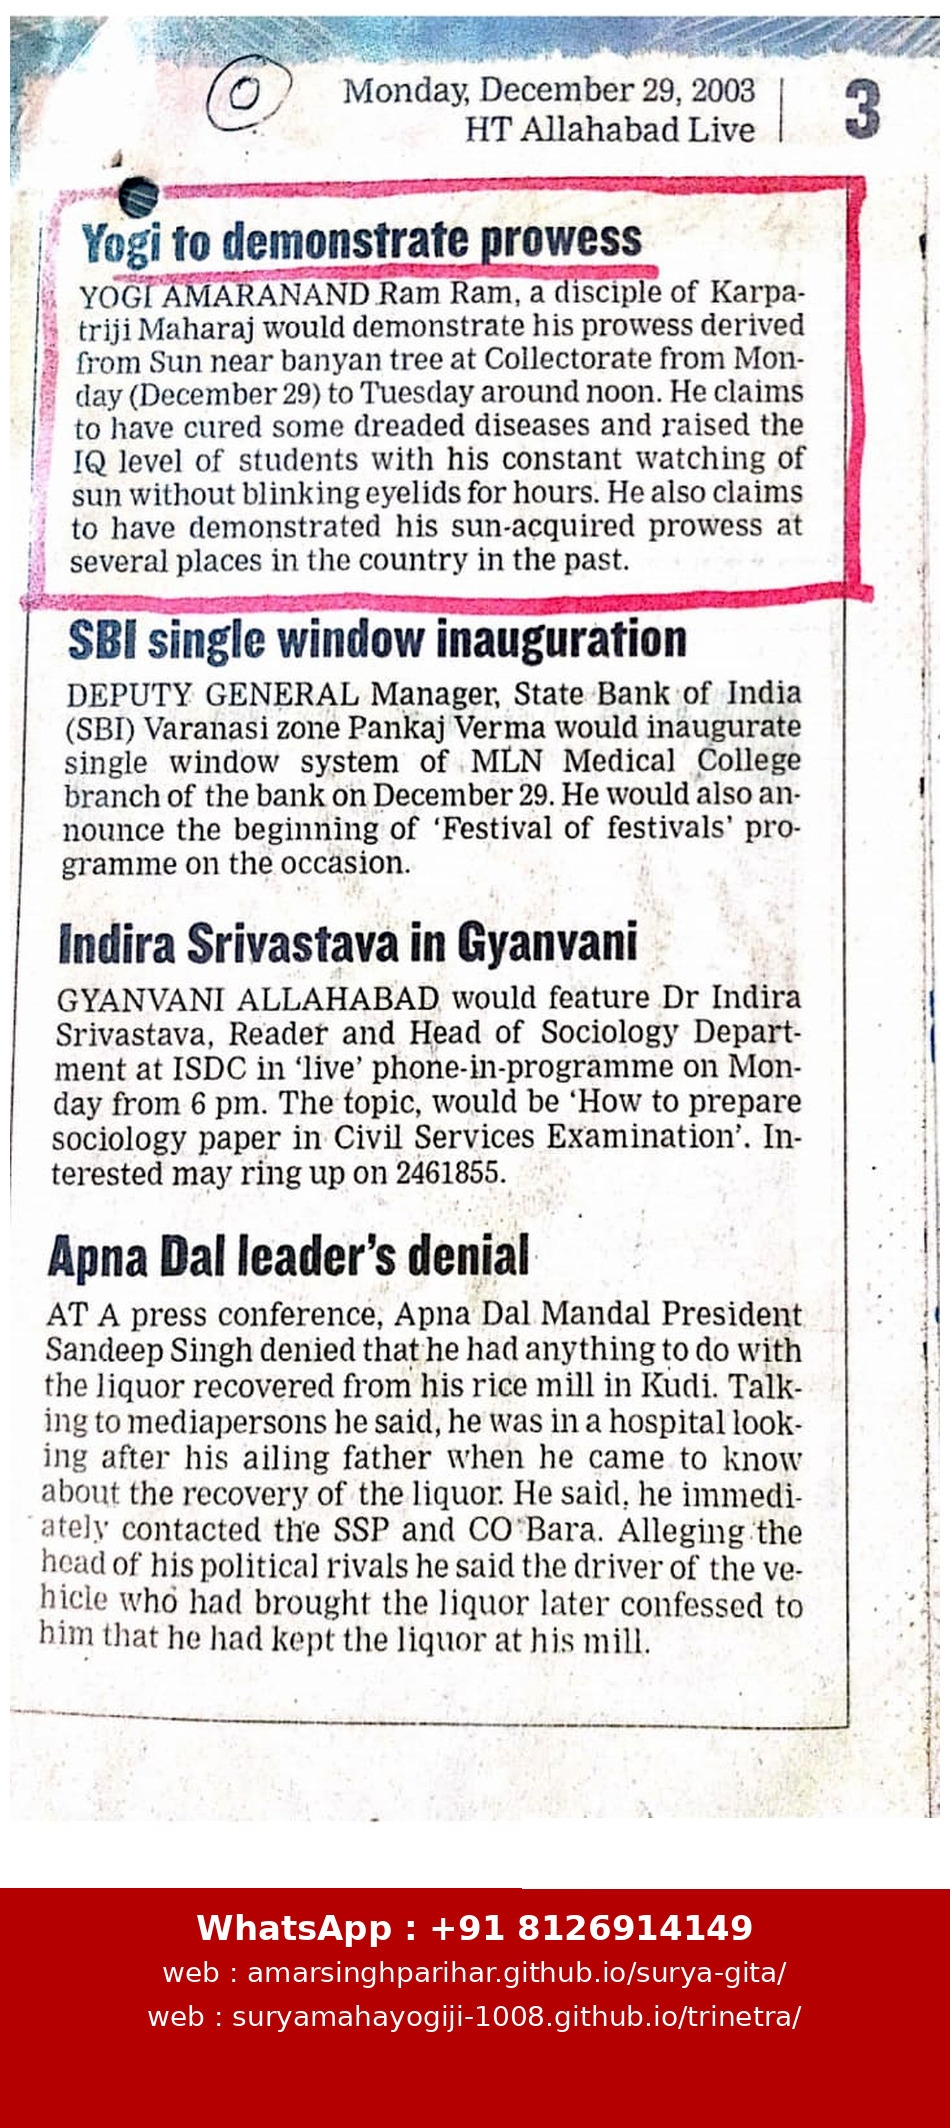 Monday, December 29, 2003
HT Allahabad Live
3
Yogi to demonstrate prowess
YOGI AMARANAND Ram Ram, a disciple of Karpa-
triji Maharaj would demonstrate his prowess derived
from Sun near banyan tree at Collectorate from Mon-
day (December 29) to Tuesday around noon. He claims
to have cured some dreaded diseases and raised the
IQ level of students with his constant watching of
sun without blinking eyelids for hours. He also claims
to have demonstrated his sun-acquired prowess at
several places in the country in the past.
SBI single window inauguration
DEPUTY GENERAL Manager, State Bank of India
(SBI) Varanasi zone Pankaj Verma would inaugurate
single window system of MLN Medical College
branch of the bank on December 29. He would also an-
nounce the beginning of ‘Festival of festivals’ pro-
gramme on the occasion.
Indira Srivastava in Gyanvani
GYANVANI ALLAHABAD would feature Dr Indira
Srivastava, Reader and Head of Sociology Depart-
ment at ISDC in ‘live’ phone-in-programme on Mon-
day from 6 pm. The topic, would be ‘How to prepare
sociology paper in Civil Services Examination’. In-
terested may ring up on 2461855.
Apna Dal leader’s denial
AT A press conference, Apna Dal Mandal President
Sandeep Singh denied that he had anything to do with
the liquor recovered from his rice mill in Kudi. Talk-
ing to mediapersons he said, he was in a hospital look-
ing after his ailing father when he came to know
about the recovery of the liquor. He said, he immedi-
ately contacted the SSP and CO Bara. Alleging the
head of his political rivals he said the driver of the ve-
hicle who had brought the liquor later confessed to
him that he had kept the liquor at his mill.
WhatsApp : +91 8126914149
web : amarsinghparihar.github.io/surya-gita/
web : suryamahayogiji-1008.github.io/trinetra/